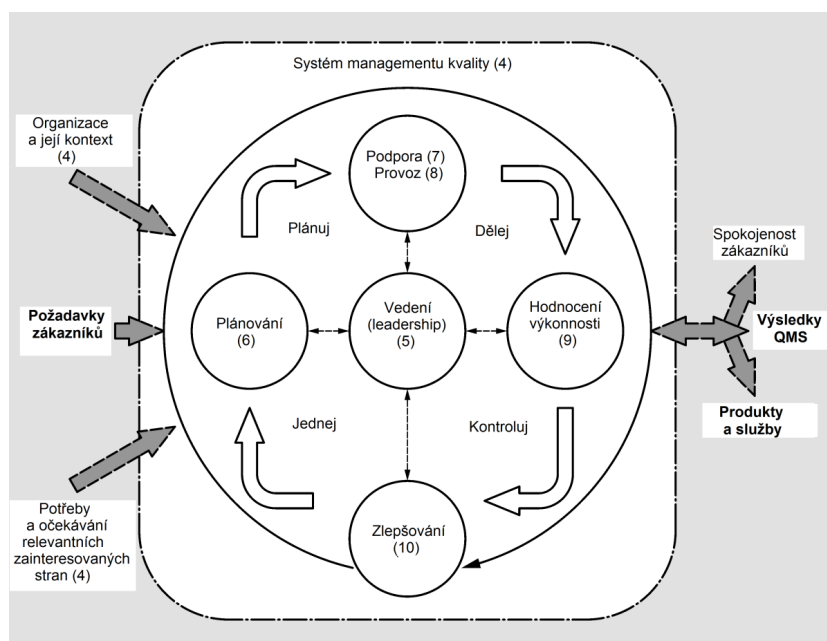 Systém managementu kvality (4)
Organizace
a její kontext
(4)
Podpora (7)
Provoz (8)
Plánuj
Dělej
Spokojenost
zákazníků
Požadavky
zákazníků
Plánování
(6)
Vedení
(leadership)
(5)
Hodnocení
výkonnosti
(9)
Výsledky
QMS
Produkty
a služby
Jednej
Kontroluj
Potřeby
a očekávání
relevantních
zainteresovaných
stran (4)
Zlepšování
(10)